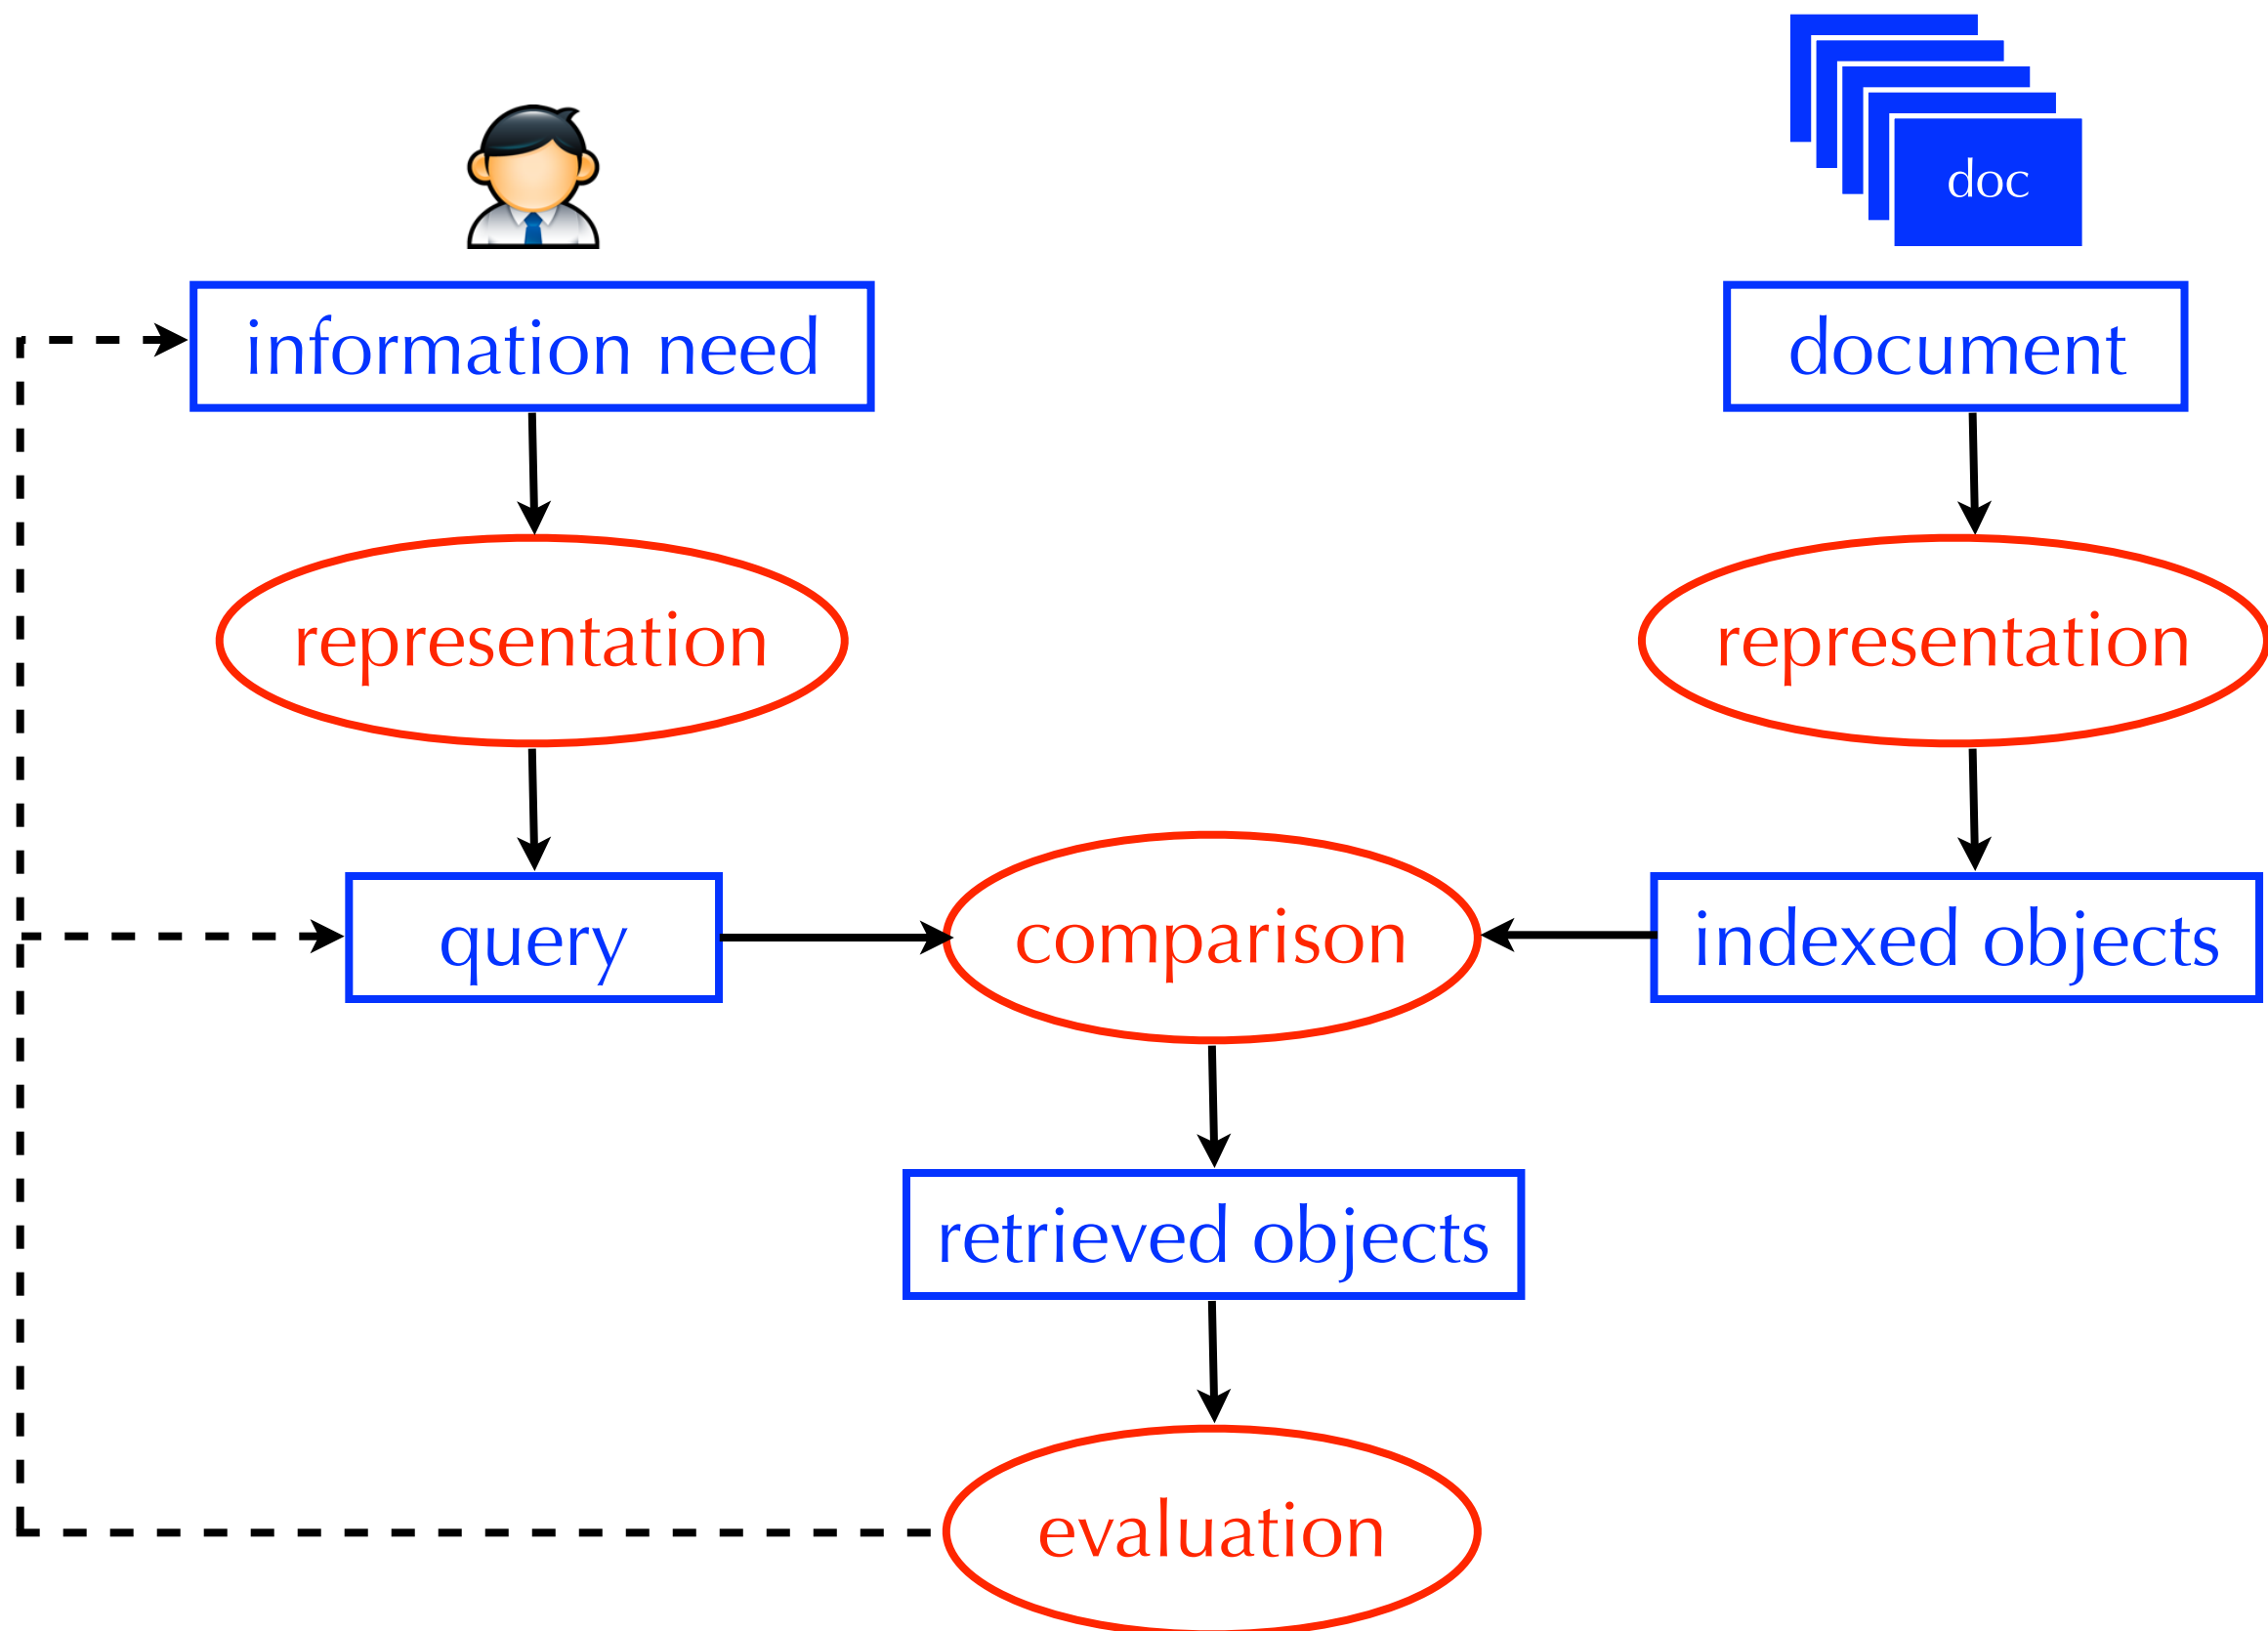 doc
information need
document
representation
representation
query
comparison
indexed objects
retrieved objects
evaluation